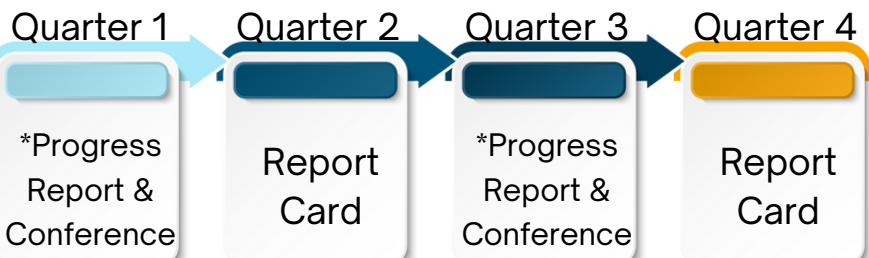 Quarter 1
Quarter 2
Quarter 3
Quarter 4
*Progress
Report &
Conference
Report
Card
*Progress
Report &
Conference
Report
Card